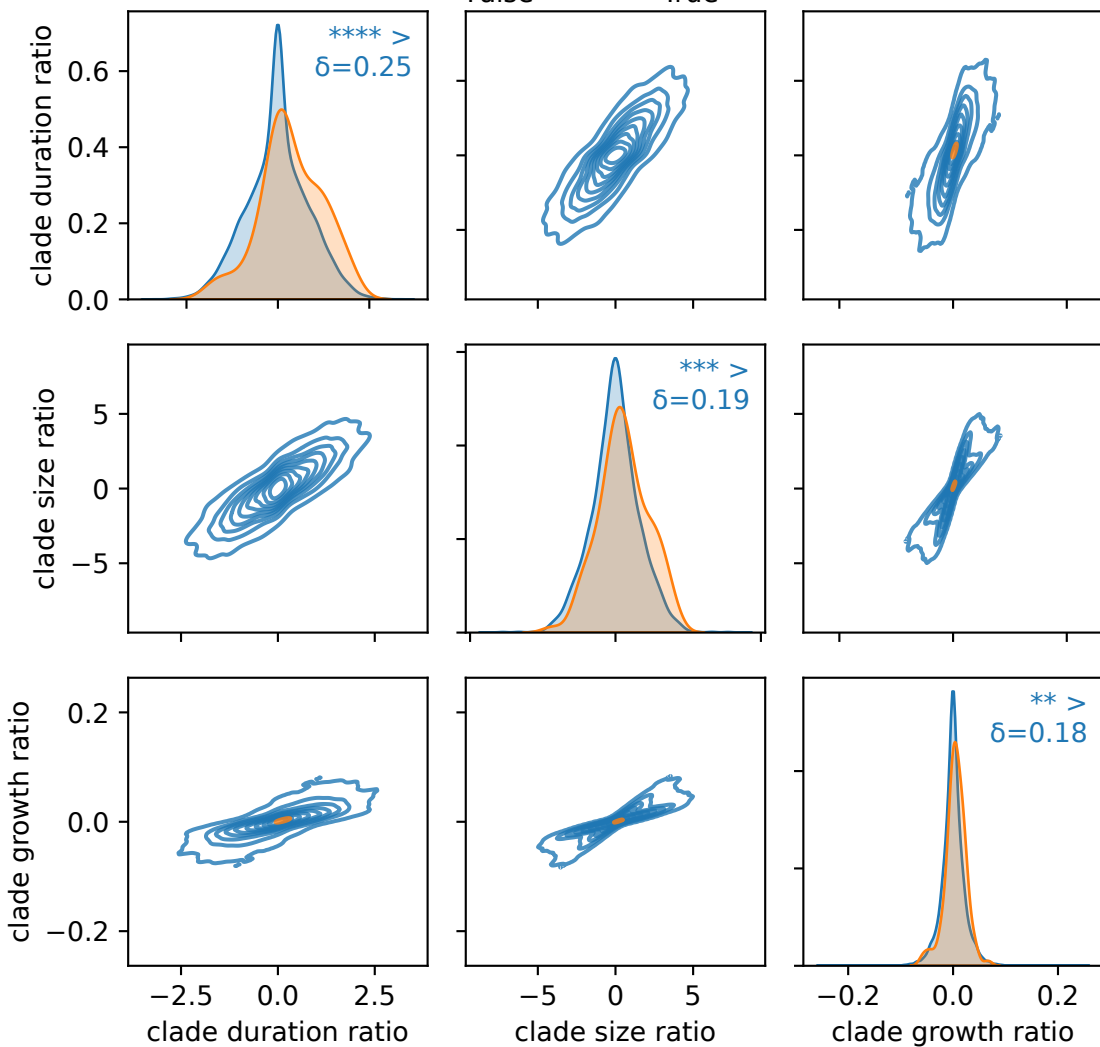 clade duration ratio
0.6
0.4
0.2
0.0
**** >
δ=0.25
clade size ratio
5
0
−5
*** >
δ=0.19
clade growth ratio
0.2
0.0
−0.2
** >
δ=0.18
−2.5 0.0 2.5
−5 0 5
−0.2 0.0 0.2
clade duration ratio
clade size ratio
clade growth ratio